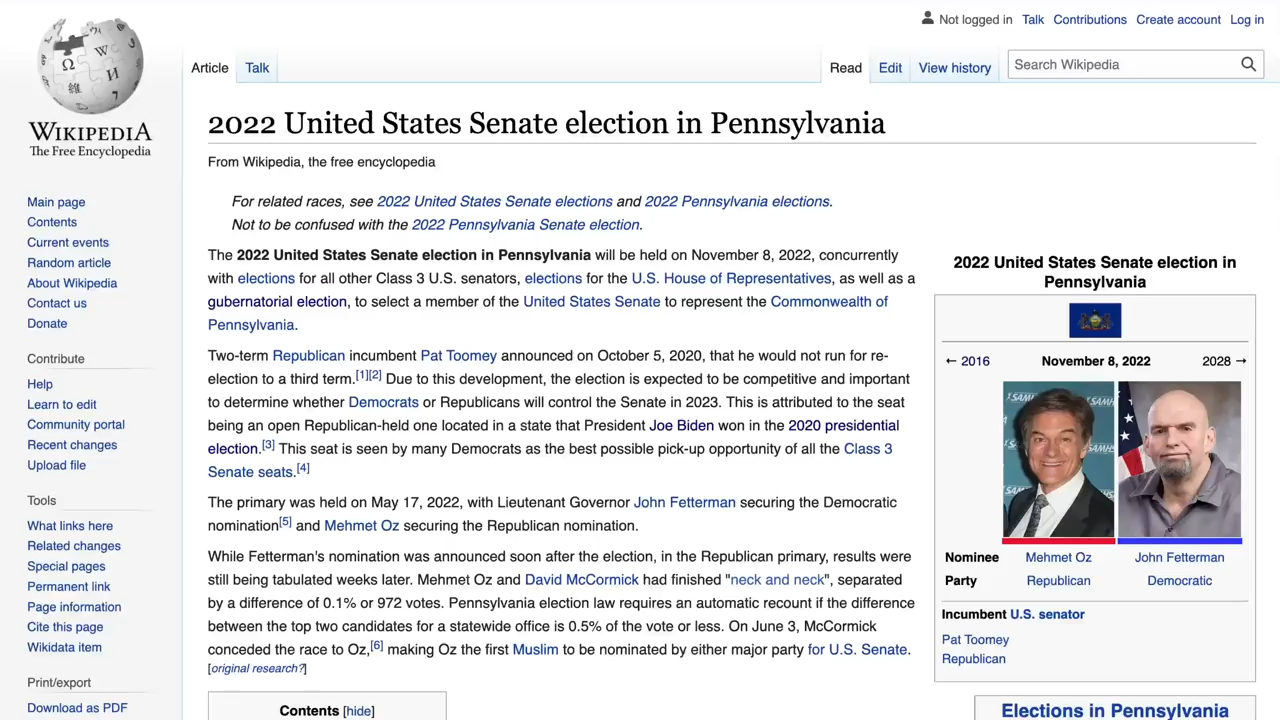 Not logged in Talk Contributions Create account Log in
Article Talk Read Edit View history Search Wikipedia
WIKIPEDIA
The Free Encyclopedia
Main page
Contents
Current events
Random article
About Wikipedia
Contact us
Donate
Contribute
Help
Learn to edit
Community portal
Recent changes
Upload file
Tools
What links here
Related changes
Special pages
Permanent link
Page information
Cite this page
Wikidata item
Print/export
Download as PDF
2022 United States Senate election in Pennsylvania
From Wikipedia, the free encyclopedia
For related races, see 2022 United States Senate elections and 2022 Pennsylvania elections.
Not to be confused with the 2022 Pennsylvania Senate election.
The 2022 United States Senate election in Pennsylvania will be held on November 8, 2022, concurrently
with elections for all other Class 3 U.S. senators, elections for the U.S. House of Representatives, as well as a
gubernatorial election, to select a member of the United States Senate to represent the Commonwealth of
Pennsylvania.
Two-term Republican incumbent Pat Toomey announced on October 5, 2020, that he would not run for re-
election to a third term.[1][2] Due to this development, the election is expected to be competitive and important
to determine whether Democrats or Republicans will control the Senate in 2023. This is attributed to the seat
being an open Republican-held one located in a state that President Joe Biden won in the 2020 presidential
election.[3] This seat is seen by many Democrats as the best possible pick-up opportunity of all the Class 3
Senate seats.[4]
The primary was held on May 17, 2022, with Lieutenant Governor John Fetterman securing the Democratic
nomination[5] and Mehmet Oz securing the Republican nomination.
While Fetterman's nomination was announced soon after the election, in the Republican primary, results were
still being tabulated weeks later. Mehmet Oz and David McCormick had finished "neck and neck", separated
by a difference of 0.1% or 972 votes. Pennsylvania election law requires an automatic recount if the difference
between the top two candidates for a statewide office is 0.5% of the vote or less. On June 3, McCormick
conceded the race to Oz,[6] making Oz the first Muslim to be nominated by either major party for U.S. Senate.
[original research?]
Contents [hide]
2022 United States Senate election in
Pennsylvania
← 2016 November 8, 2022 2028 →
Nominee Mehmet Oz John Fetterman
Party Republican Democratic
Incumbent U.S. senator
Pat Toomey
Republican
Elections in Pennsylvania